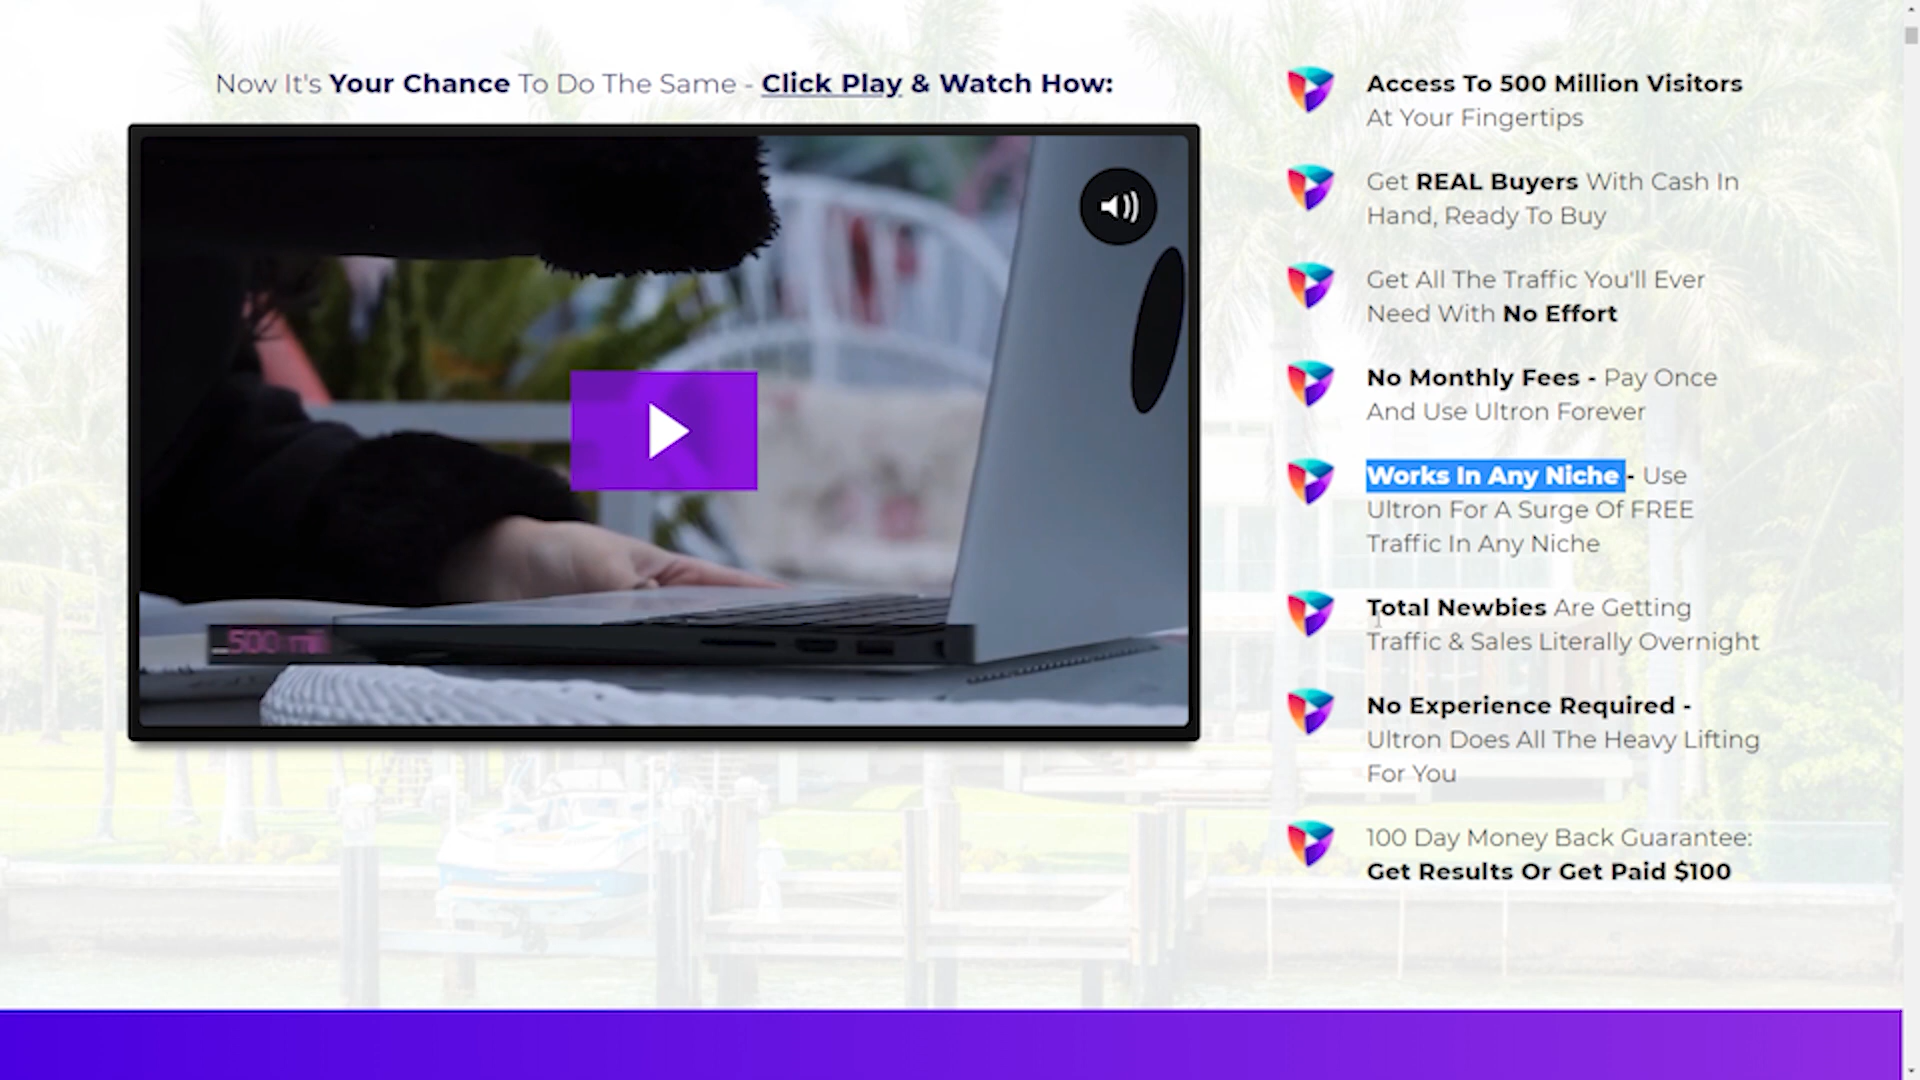 Now It's Your Chance To Do The Same - Click Play & Watch How:
_500 mil
Access To 500 Million Visitors
At Your Fingertips
Get REAL Buyers With Cash In
Hand, Ready To Buy
Get All The Traffic You'll Ever
Need With No Effort
No Monthly Fees - Pay Once
And Use Ultron Forever
Works In Any Niche - Use
Ultron For A Surge Of FREE
Traffic In Any Niche
Total Newbies Are Getting
Traffic & Sales Literally Overnight
No Experience Required -
Ultron Does All The Heavy Lifting
For You
100 Day Money Back Guarantee:
Get Results Or Get Paid $100